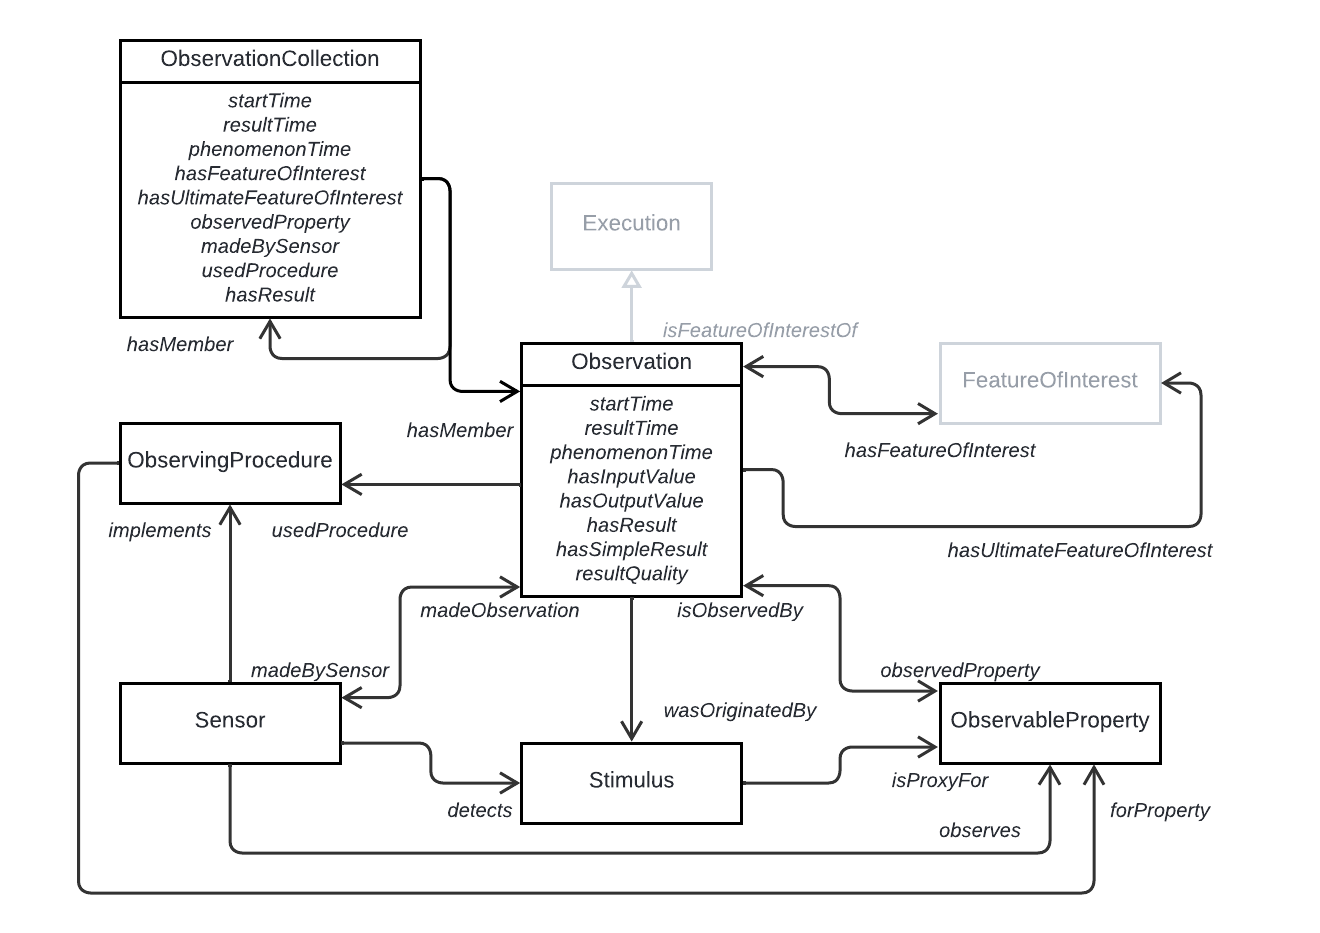 ObservationCollection
startTime
resultTime
phenomenonTime
hasFeatureOfInterest
hasUltimateFeatureOfInterest
observedProperty
madeBySensor
usedProcedure
hasResult
hasMember
Execution
isFeatureOfInterestOf
Observation
startTime
resultTime
phenomenonTime
hasInputValue
hasOutputValue
hasResult
hasSimpleResult
resultQuality
FeatureOfInterest
hasFeatureOfInterest
hasMember
ObservingProcedure
implements
usedProcedure
hasUltimateFeatureOfInterest
madeObservation
isObservedBy
madeBySensor
observedProperty
Sensor
wasOriginatedBy
ObservableProperty
Stimulus
isProxyFor
detects
observes
forProperty